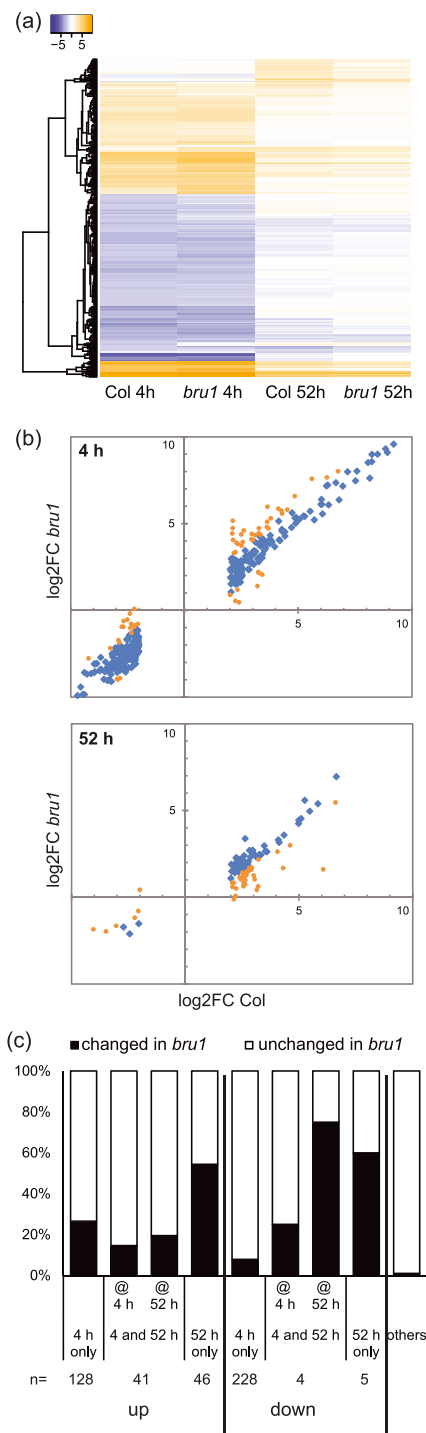 (a)
−5 5
Col 4h bru1 4h Col 52h bru1 52h
(b)
4 h
10
5
5
10
log2FC bru1
52 h
10
5
5
10
log2FC bru1
log2FC Col
(c)
changed in bru1 unchanged in bru1
100%
80%
60%
40%
20%
0%
@ @ @ @
4 h 52 h 4 h 52 h
4 h only 4 and 52 h 52 h only 4 h only 4 and 52 h 52 h only others
n= 128 41 46 228 4 5
up down